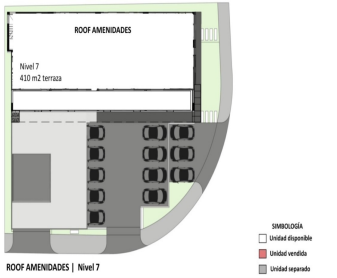 ROOF AMENIDADES
Nivel 7
410 m2 terraza
SIMBOLOGÍA
Unidad disponible
Unidad vendida
Unidad separado
ROOF AMENIDADES | Nivel 7